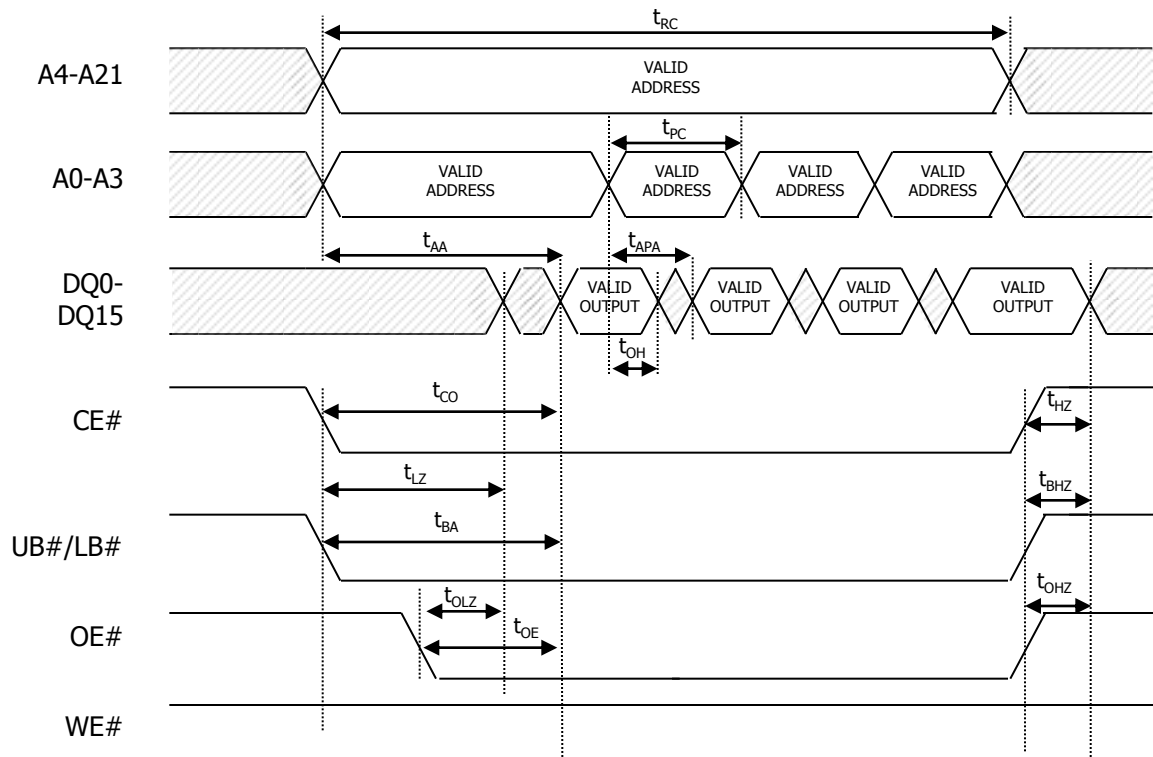 tRC
A4-A21
VALID
ADDRESS
tPC
A0-A3
VALID
ADDRESS
VALID
ADDRESS
VALID
ADDRESS
VALID
ADDRESS
tAA
tAPA
DQ0-
DQ15
VALID
OUTPUT
VALID
OUTPUT
VALID
OUTPUT
VALID
OUTPUT
tOH
CE#
tCO
tHZ
tLZ
tBHZ
UB#/LB#
tBA
tOLZ
tOHZ
OE#
tOE
WE#